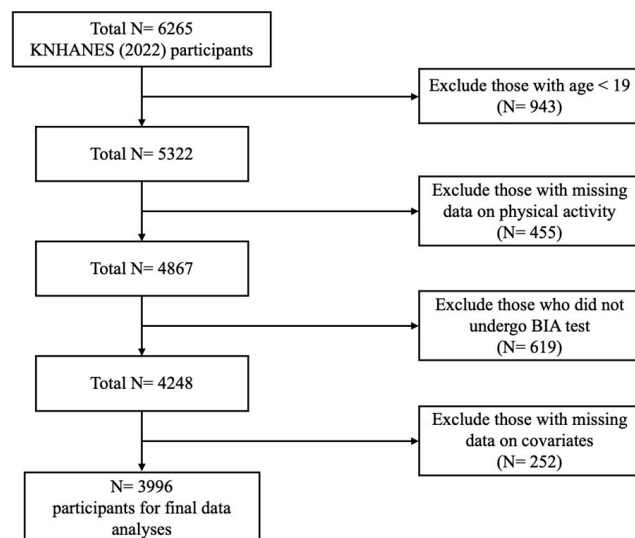 Total N= 6265
KNHANES (2022) participants
Exclude those with age < 19
(N= 943)
Total N= 5322
Exclude those with missing
data on physical activity
(N= 455)
Total N= 4867
Exclude those who did not
undergo BIA test
(N= 619)
Total N= 4248
Exclude those with missing
data on covariates
(N= 252)
N= 3996
participants for final data
analyses